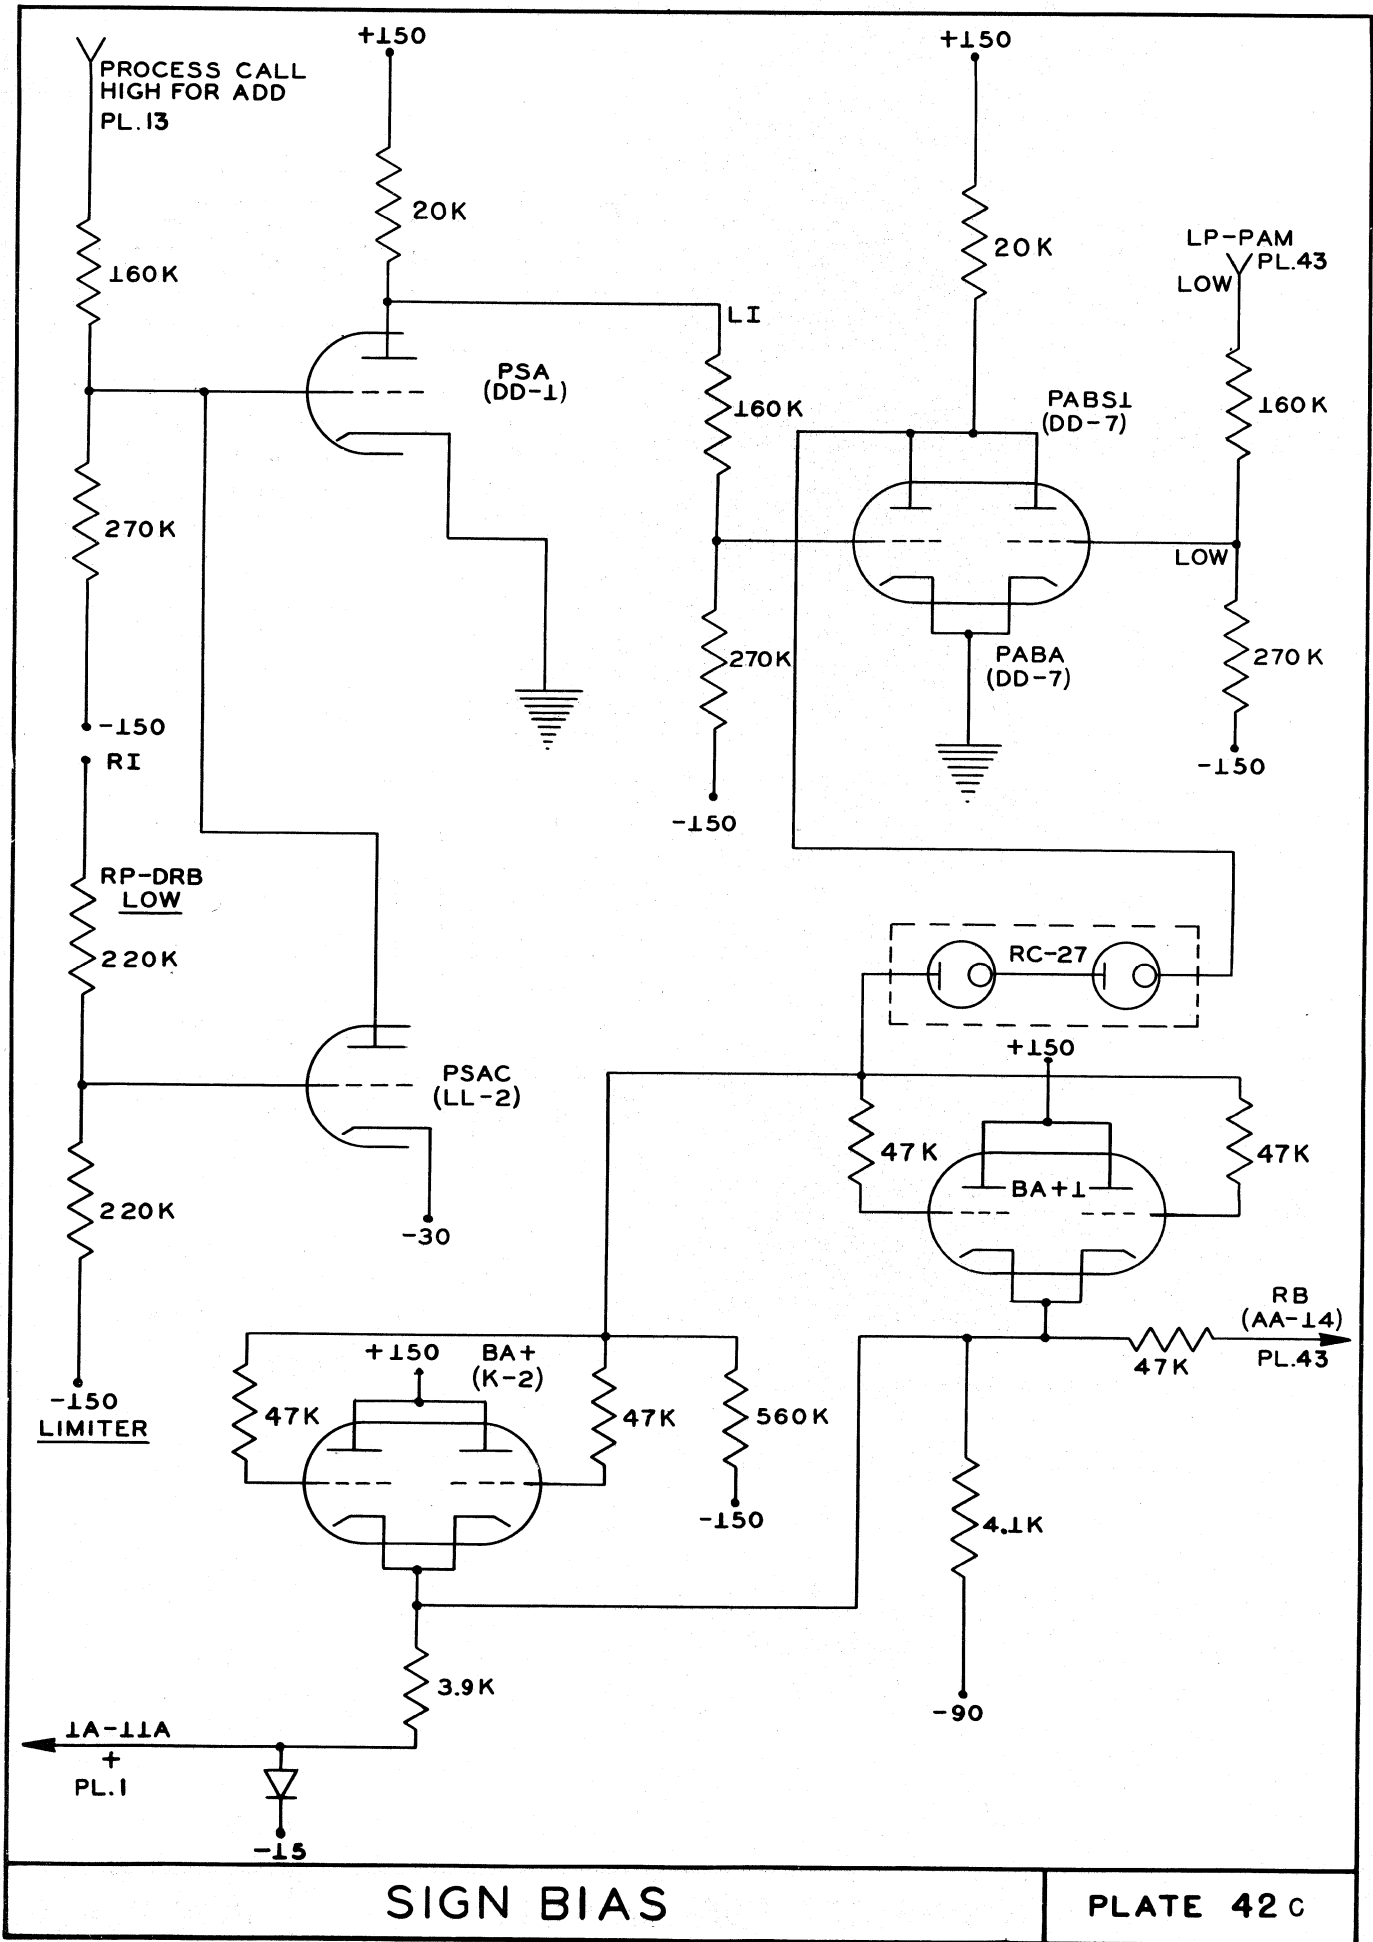 PROCESS CALL
HIGH FOR ADD
PL.13
+150
+150
20K
20K
160K
LP-PAM
PL.43
LOW
LI
PSA
(DD-1)
160K
PABS1
(DD-7)
160K
270K
LOW
270K
PABA
(DD-7)
270K
-150
RI
-150
-150
RP-DRB
LOW
220K
RC-27
+150
PSAC
(LL-2)
47K
47K
BA+1
220K
-30
RB
(AA-14)
PL.43
47K
+150
BA+
(K-2)
-150
LIMITER
47K
47K
560K
-150
4.1K
3.9K
-90
1A-11A
+
PL.1
-15
SIGN BIAS
PLATE 42 C